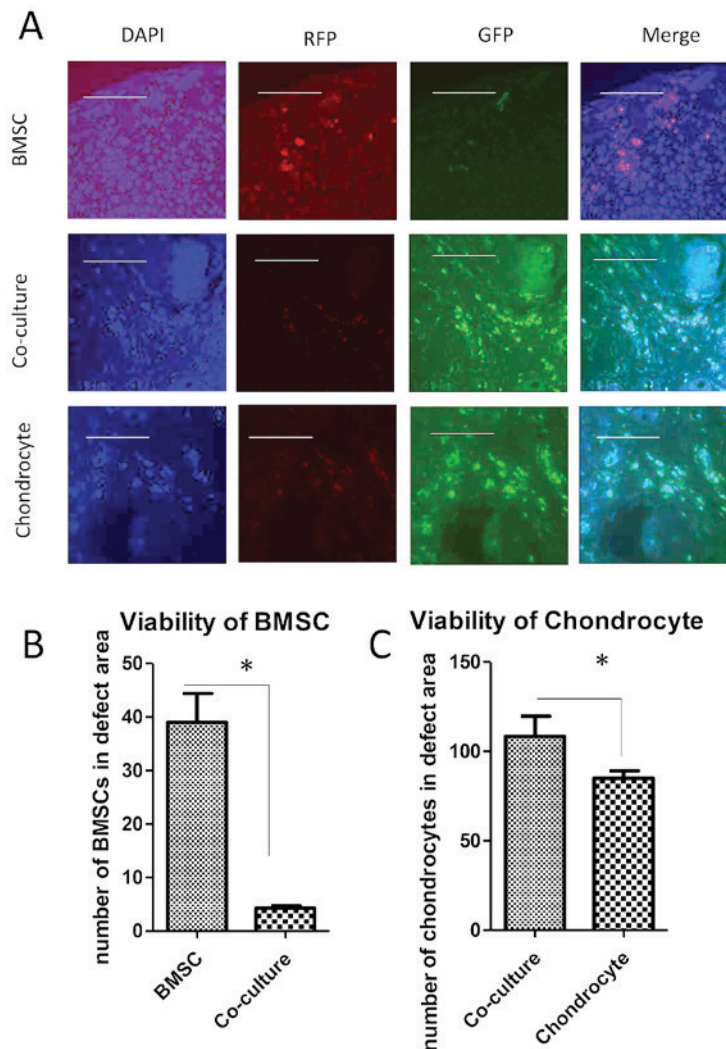 A
DAPI RFP GFP Merge
BMSC
Co-culture
Chondrocyte
B
Viability of BMSC
number of BMSCs in defect area
50
40
30
20
10
0
*
BMSC
Co-culture
C
Viability of Chondrocyte
number of chondrocytes in defect area
150
100
50
0
*
Co-culture
Chondrocyte